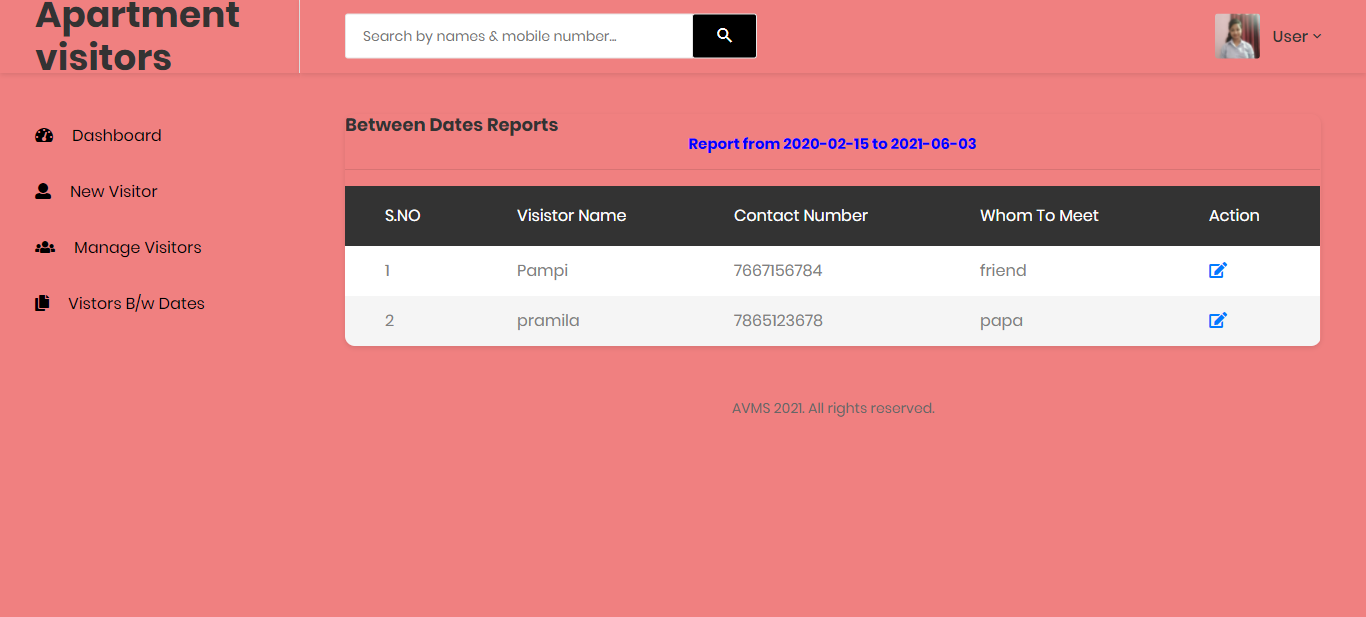 Apartment
visitors
Search by names & mobile number...
User
Dashboard
New Visitor
Manage Visitors
Vistors B/w Dates
Between Dates Reports
Report from 2020-02-15 to 2021-06-03
S.NO Visistor Name Contact Number Whom To Meet Action
1 Pampi 7667156784 friend
2 pramila 7865123678 papa
AVMS 2021. All rights reserved.